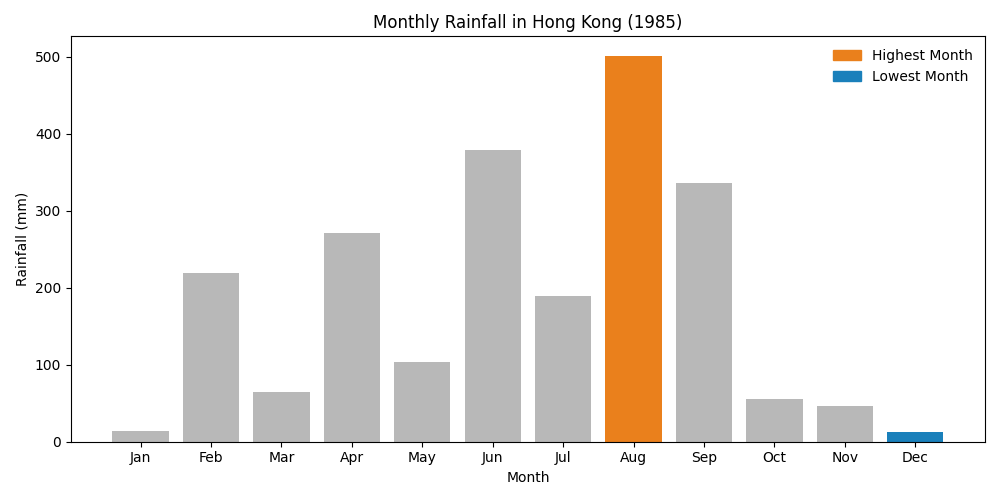 Monthly Rainfall in Hong Kong (1985)
Highest Month
Lowest Month
Rainfall (mm)
500
400
300
200
100
0
Jan Feb Mar Apr May Jun Jul Aug Sep Oct Nov Dec
Month